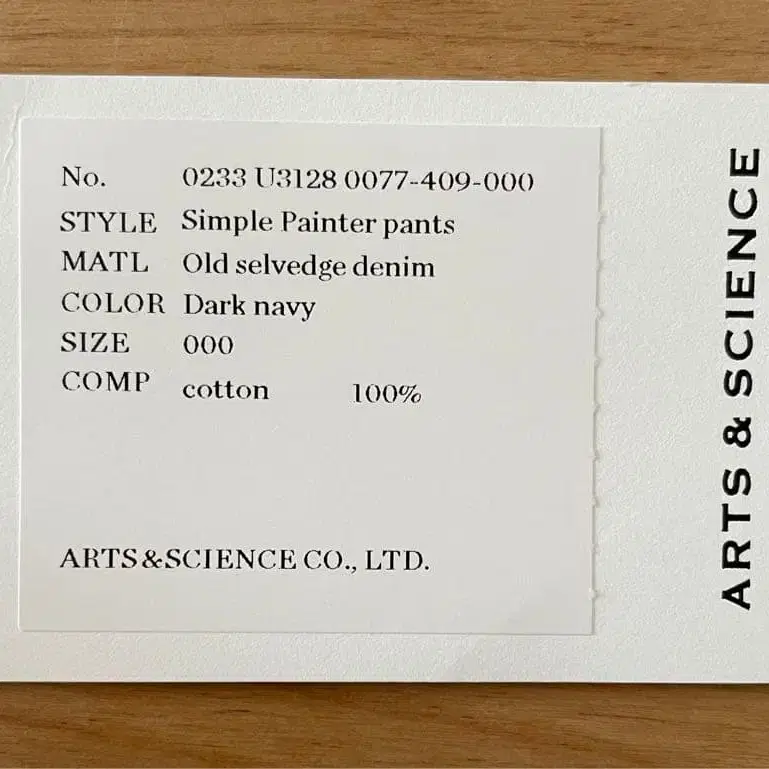 No. 0233 U3128 0077-409-000
STYLE Simple Painter pants
MATL Old selvedge denim
COLOR Dark navy
SIZE 000
COMP cotton 100%
ARTS&SCIENCE CO., LTD.
ARTS & SCIENCE